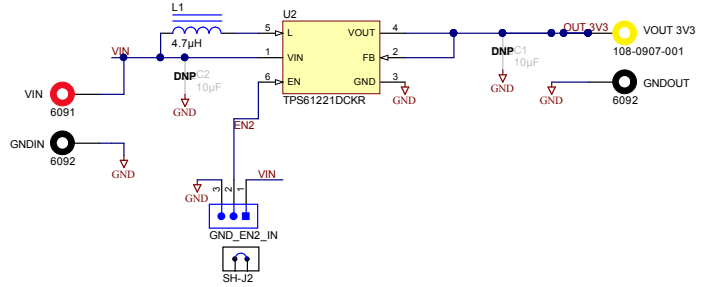 L1
4.7µH
U2
5
L
VOUT
4
1
VIN
FB
2
6
EN
GND
3
TPS61221DCKR
VIN
DNP
C2
10µF
GND
GND
OUT 3V3
VOUT 3V3
108-0907-001
DNP
C1
10µF
GND
GND
GNDOUT
6092
VIN
6091
GNDIN
6092
GND
EN2
VIN
GND
3
2
1
GND_EN2_IN
SH-J2